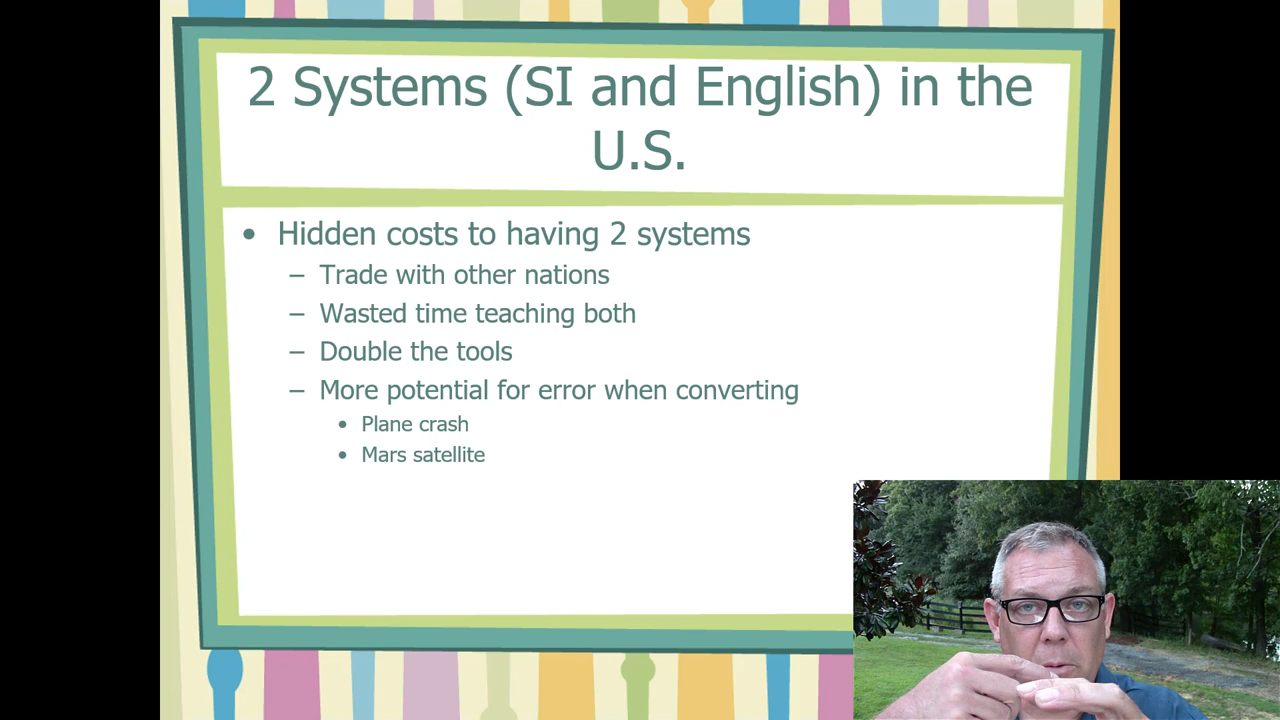 2 Systems (SI and English) in the
U.S.
• Hidden costs to having 2 systems
– Trade with other nations
– Wasted time teaching both
– Double the tools
– More potential for error when converting
• Plane crash
• Mars satellite